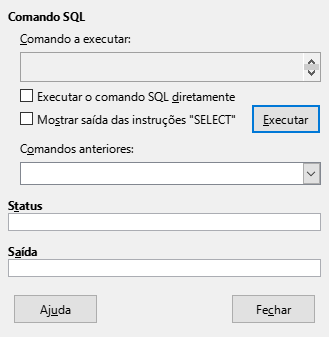 Comando SQL
Comando a executar:
Executar o comando SQL diretamente
Mostrar saída das instruções "SELECT"
Executar
Comandos anteriores:
Status
Saída
Ajuda
Fechar